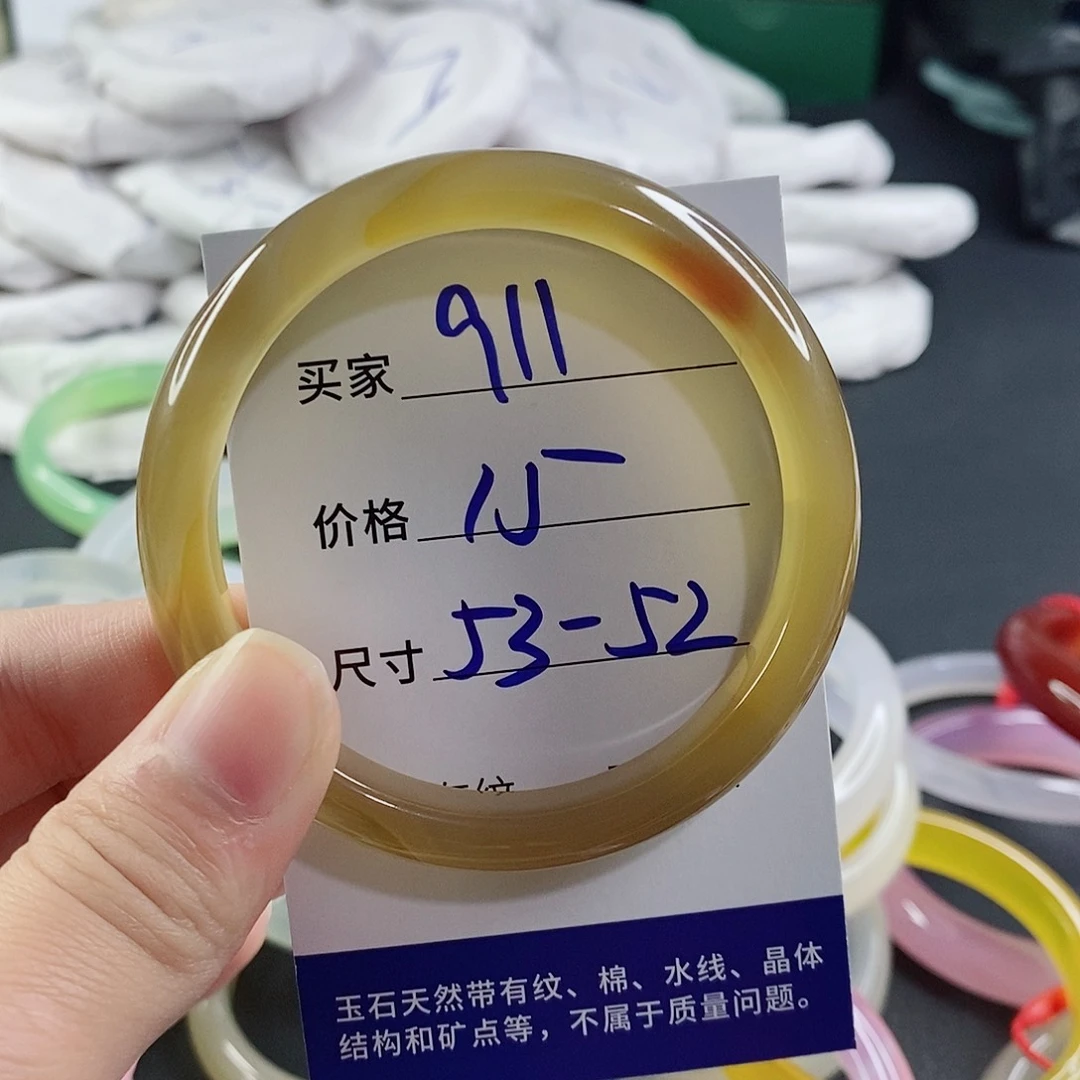 买家 911
价格 15
尺寸 53-52
纹
玉石天然带有纹、棉、水线、晶体
结构和矿点等，不属于质量问题。